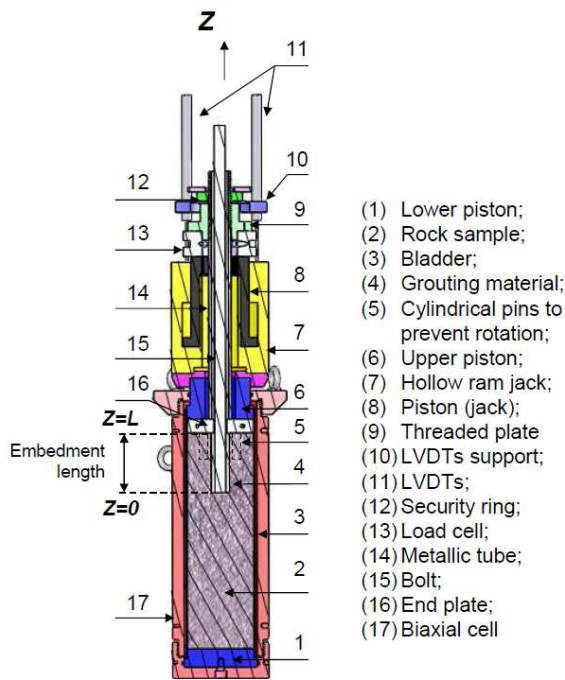 Z
11
12
10
9
13
8
14
7
15
16
6
Z=L
5
Embedment
length
4
Z=0
3
2
17
1
(1) Lower piston;
(2) Rock sample;
(3) Bladder;
(4) Grouting material;
(5) Cylindrical pins to
prevent rotation;
(6) Upper piston;
(7) Hollow ram jack;
(8) Piston (jack);
(9) Threaded plate
(10) LVDTs support;
(11) LVDTs;
(12) Security ring;
(13) Load cell;
(14) Metallic tube;
(15) Bolt;
(16) End plate;
(17) Biaxial cell